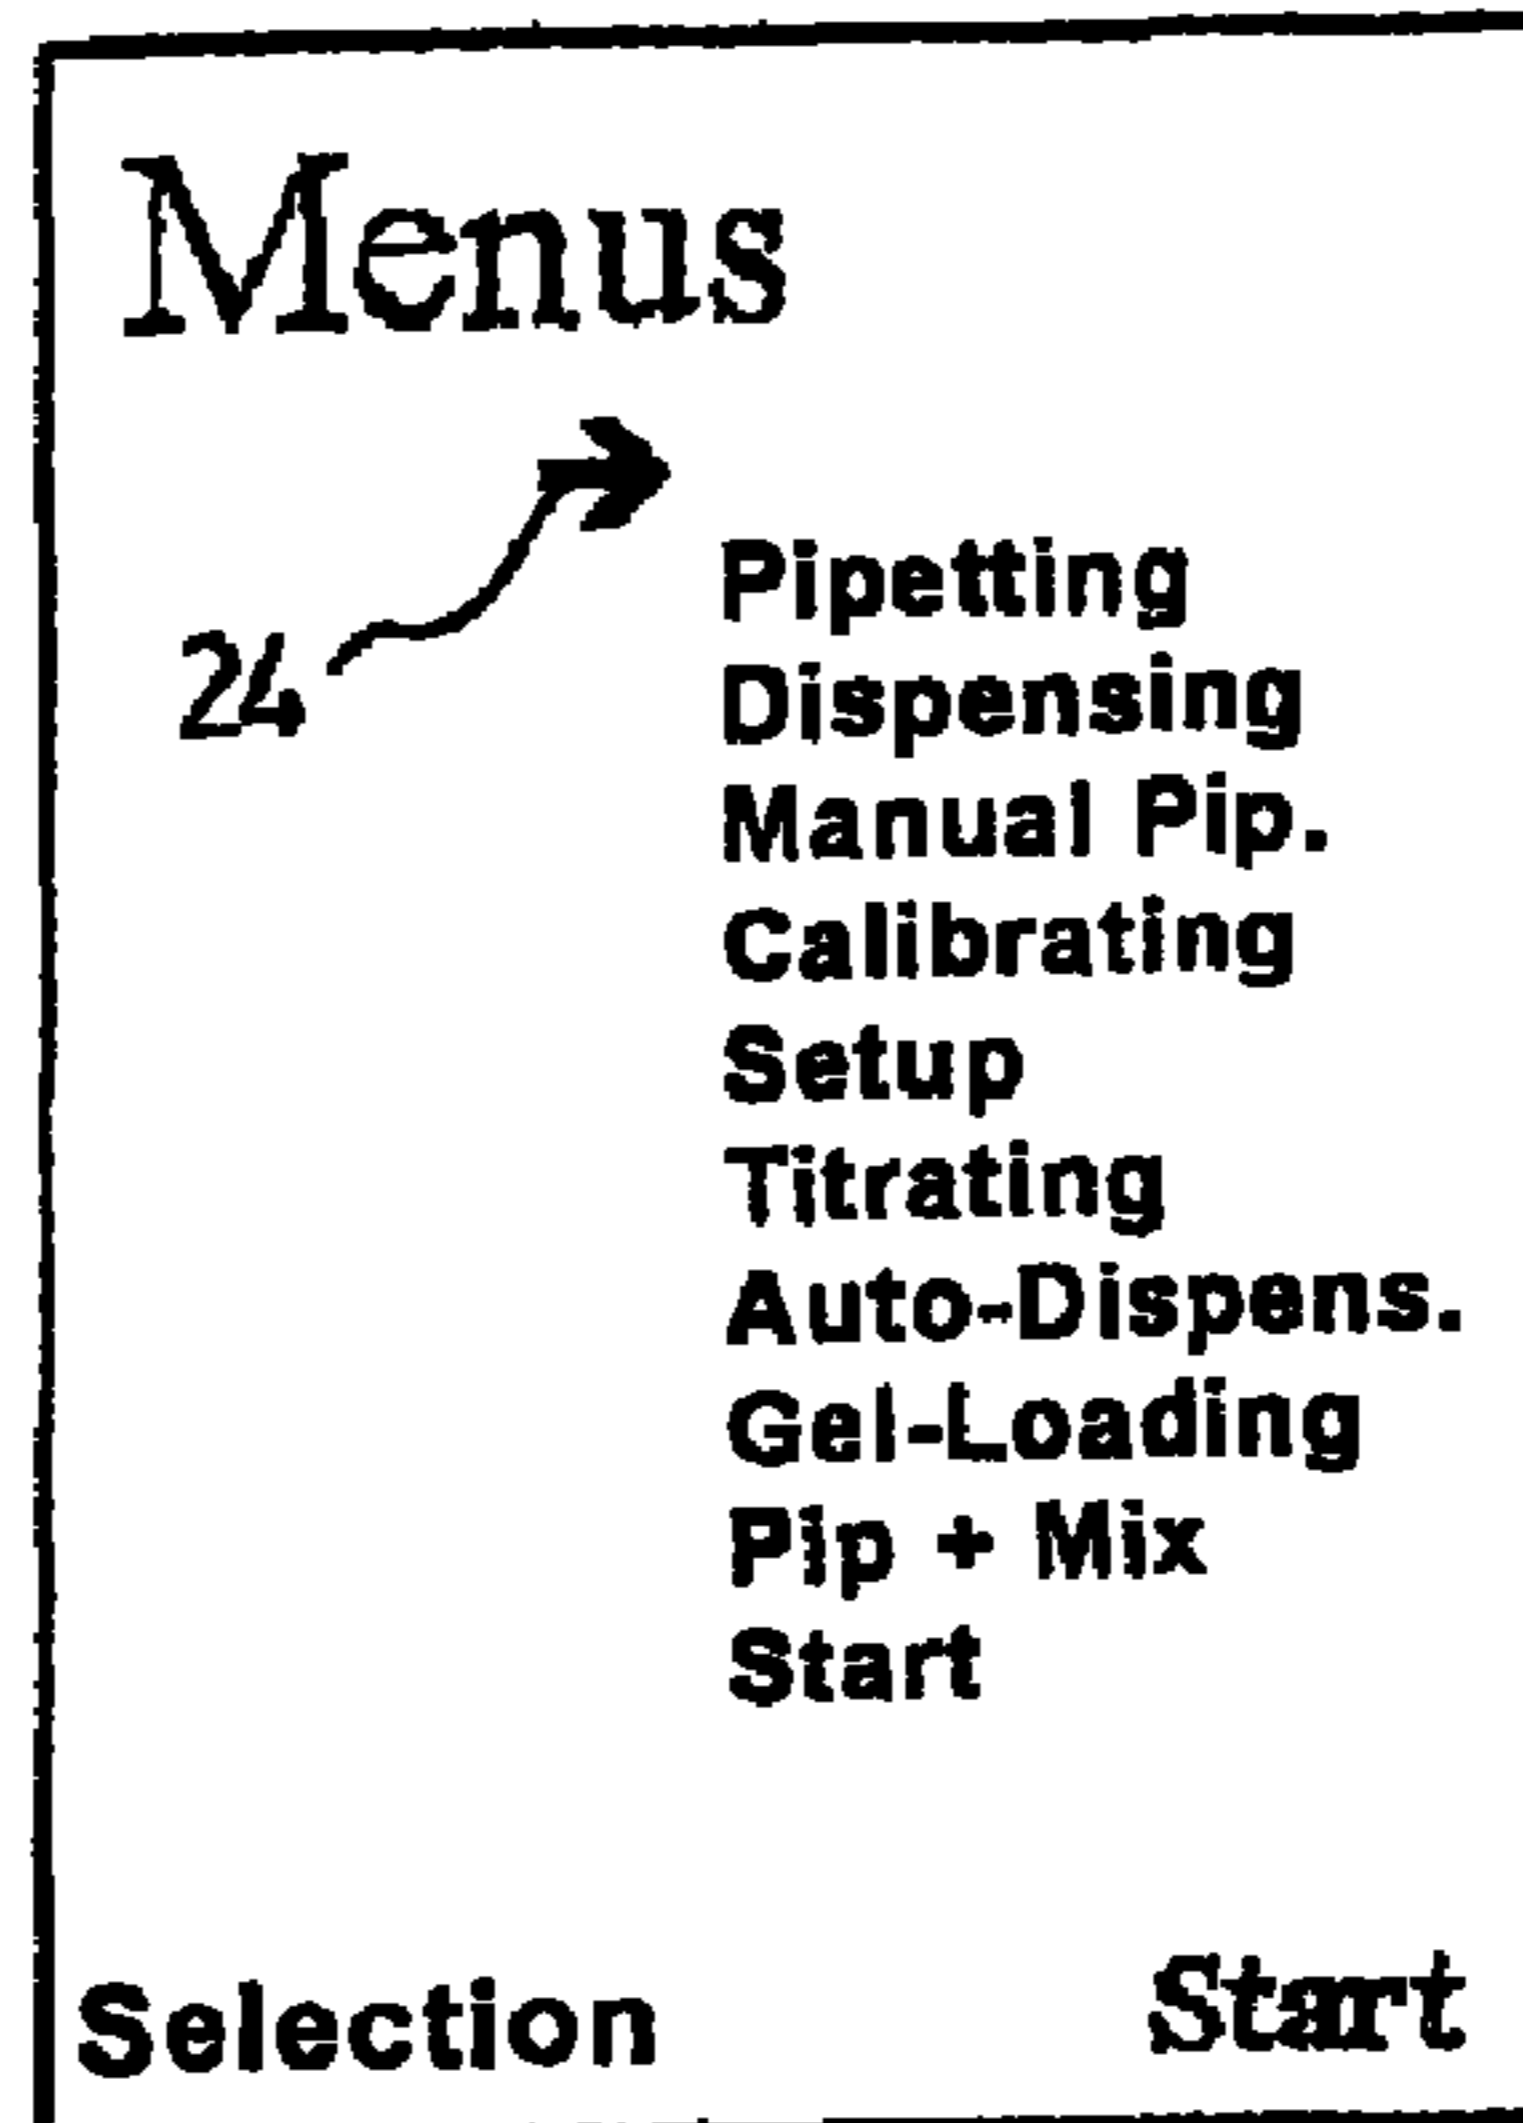 Menus
Pipetting
24
Dispensing
Manual Pip.
Calibrating
Setup
Titrating
Auto-Dispens.
Gel-Loading
Pip + Mix
Start
Selection Start